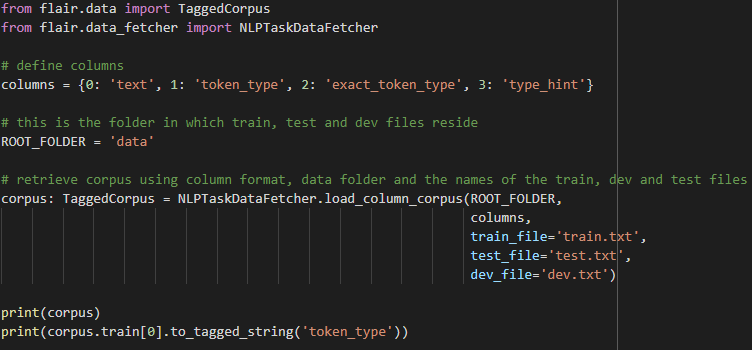 from flair.data import TaggedCorpus
from flair.data_fetcher import NLPTaskDataFetcher
# define columns
columns = {0: 'text', 1: 'token_type', 2: 'exact_token_type', 3: 'type_hint'}
# this is the folder in which train, test and dev files reside
ROOT_FOLDER = 'data'
# retrieve corpus using column format, data folder and the names of the train, dev and test files
corpus: TaggedCorpus = NLPTaskDataFetcher.load_column_corpus(ROOT_FOLDER,
columns,
train_file='train.txt',
test_file='test.txt',
dev_file='dev.txt')
print(corpus)
print(corpus.train[0].to_tagged_string('token_type'))